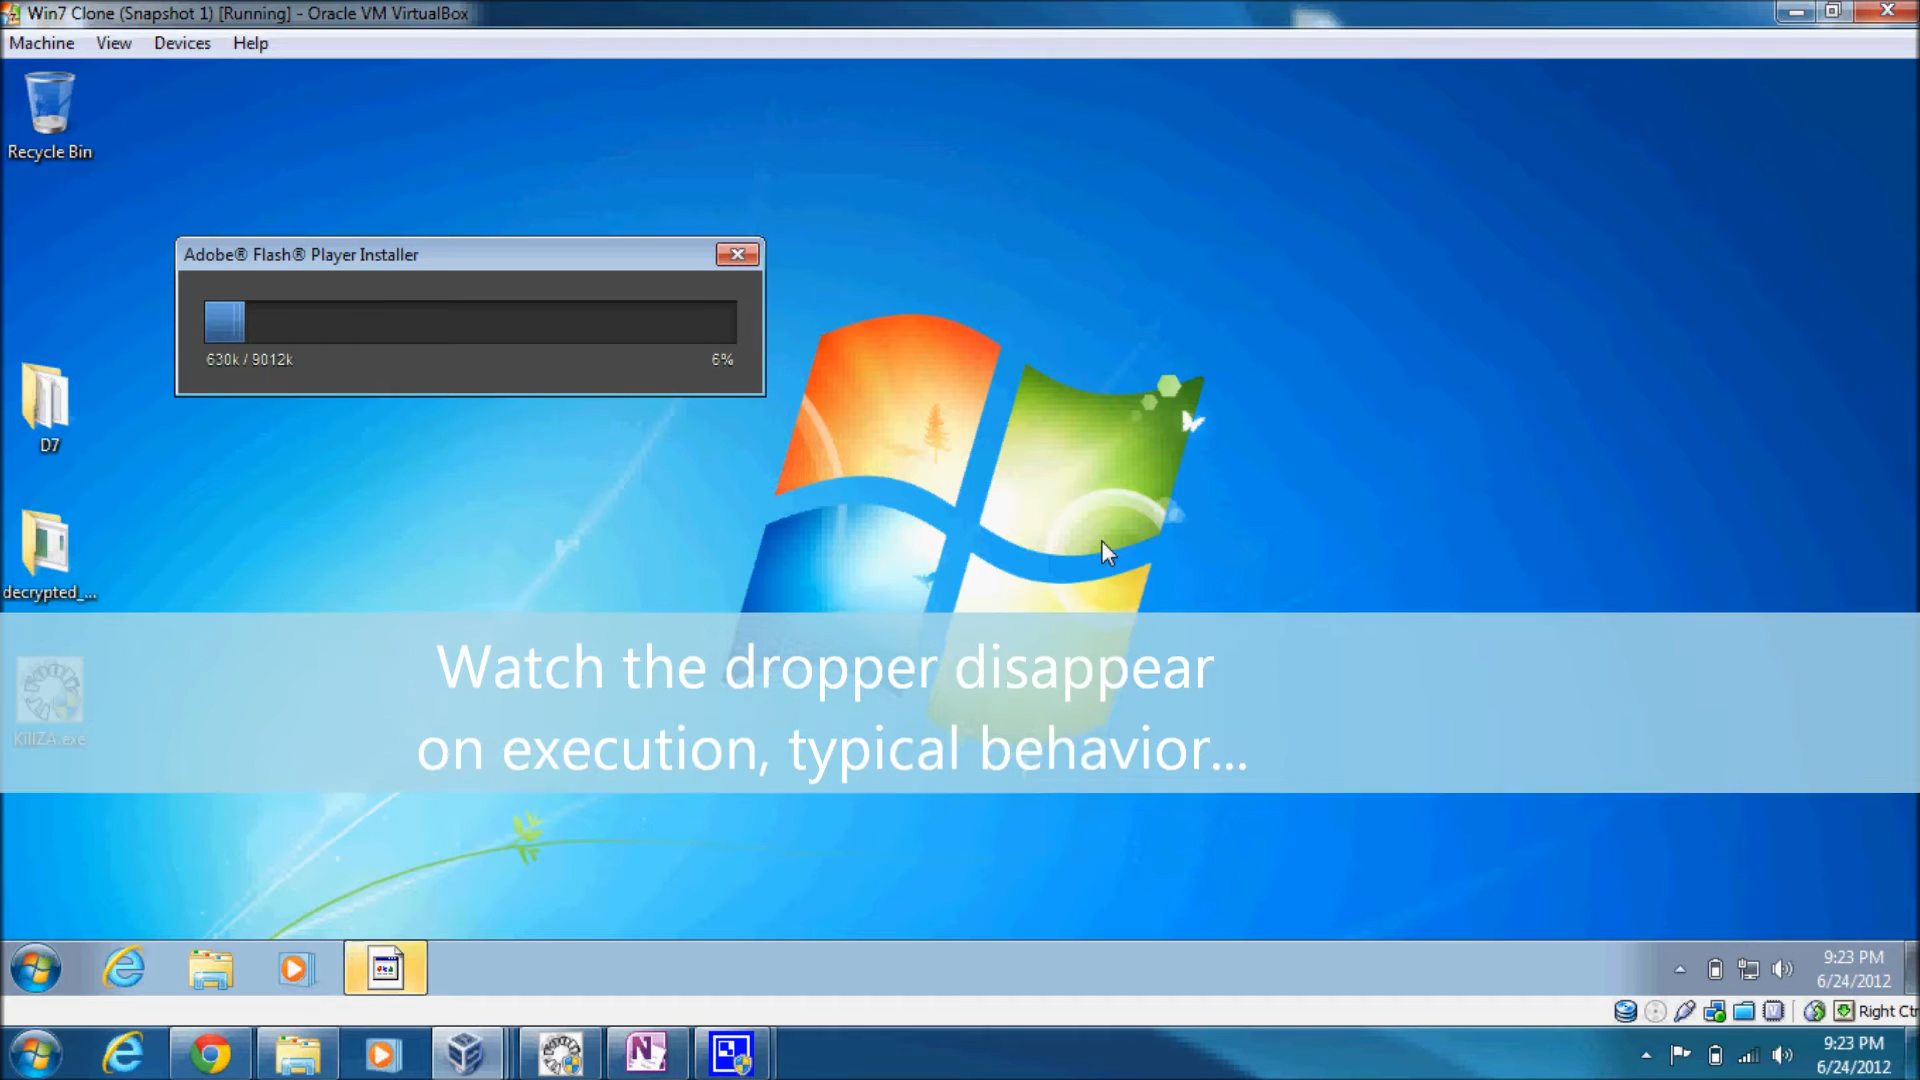 Win7 Clone (Snapshot 1) [Running] - Oracle VM VirtualBox
Machine View Devices Help
Recycle Bin
Adobe® Flash® Player Installer
630k / 9012k 6%
D7
decrypted_...
Watch the dropper disappear
on execution, typical behavior...
KillZA.exe
9:23 PM
6/24/2012
Right Ctr
9:23 PM
6/24/2012